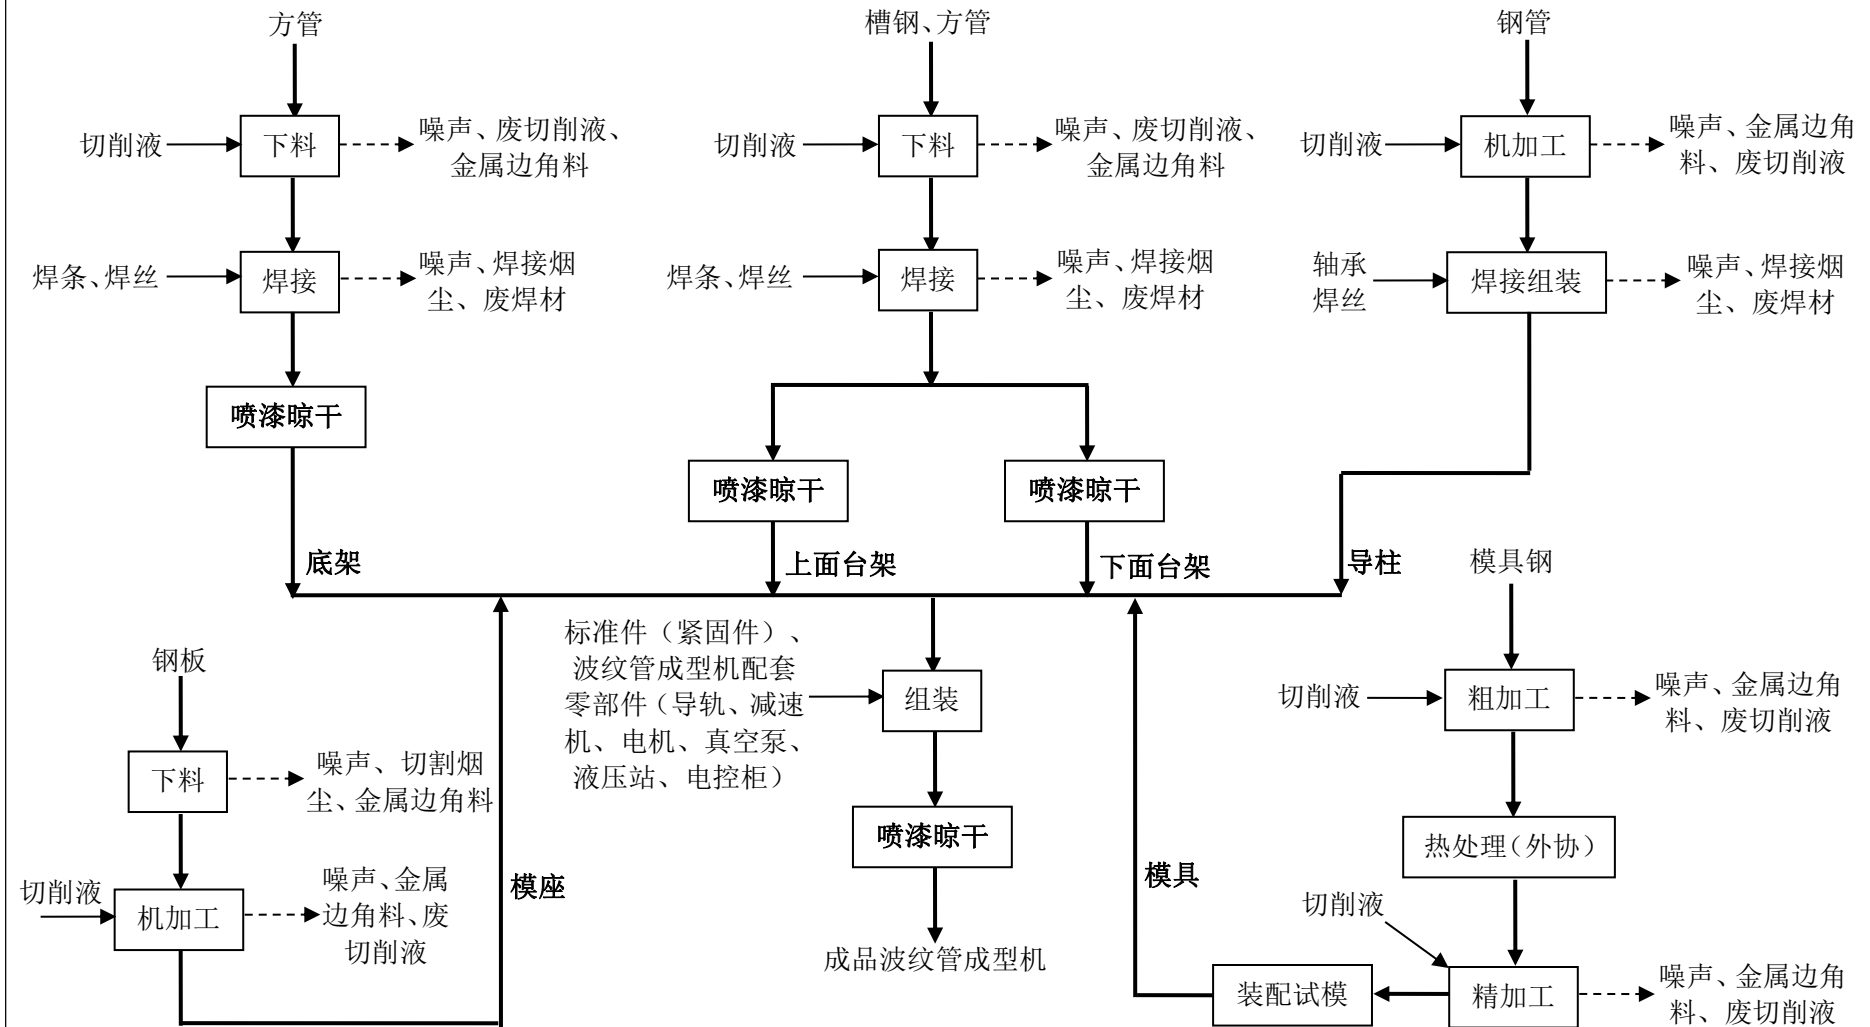 方管
槽钢、方管
钢管
切削液
下料
噪声、废切削液、
金属边角料
切削液
下料
噪声、废切削液、
金属边角料
切削液
机加工
噪声、金属边角
料、废切削液
焊条、焊丝
焊接
噪声、焊接烟
尘、废焊材
焊条、焊丝
焊接
噪声、焊接烟
尘、废焊材
轴承
焊丝
焊接组装
噪声、焊接烟
尘、废焊材
喷漆晾干
喷漆晾干
喷漆晾干
底架
上面台架
下面台架
导柱
模具钢
钢板
标准件（紧固件）、
波纹管成型机配套
零部件（导轨、减速
机、电机、真空泵、
液压站、电控柜）
组装
切削液
粗加工
噪声、金属边角
料、废切削液
下料
噪声、切割烟
尘、金属边角料
喷漆晾干
热处理（外协）
切削液
机加工
噪声、金属
边角料、废
切削液
模座
模具
切削液
成品波纹管成型机
装配试模
精加工
噪声、金属边角
料、废切削液